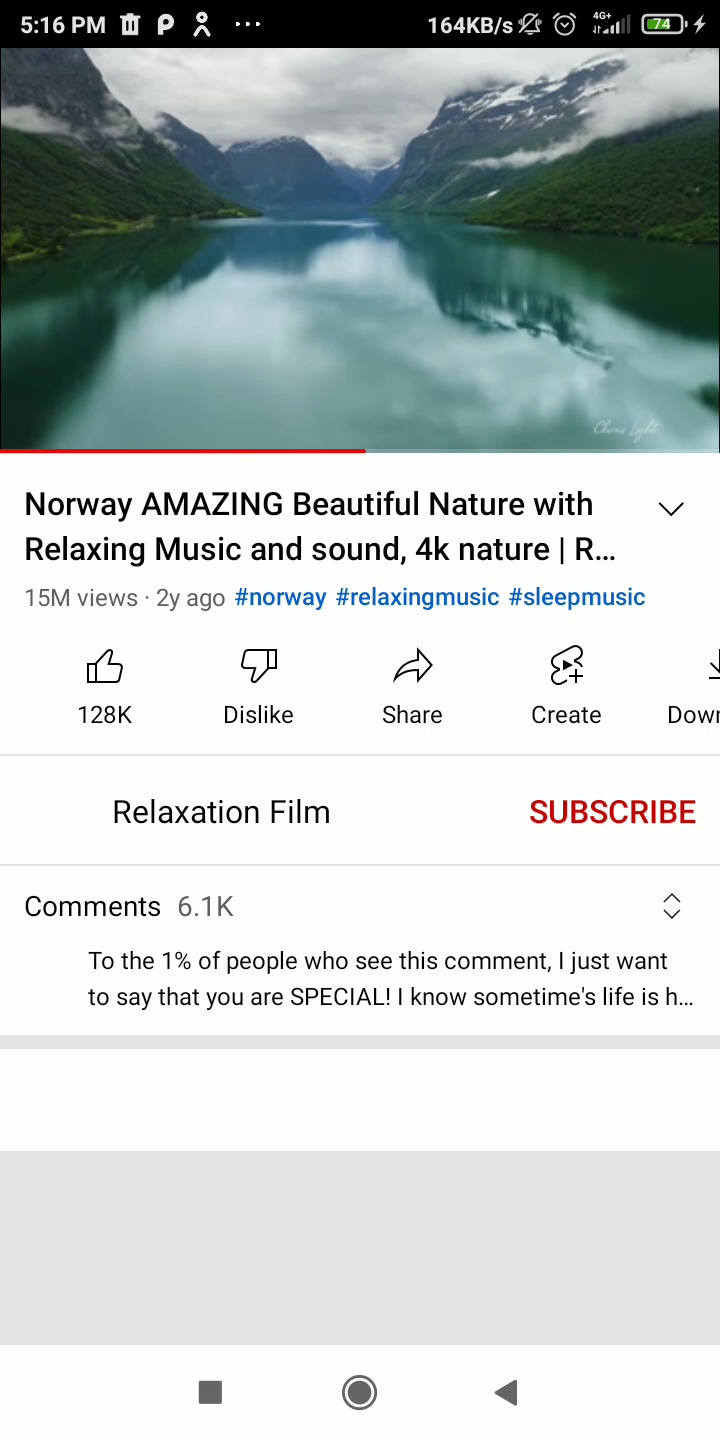 5:16 PM 164KB/s 4G+ 74
Chons Light
Norway AMAZING Beautiful Nature with
Relaxing Music and sound, 4k nature | R...
15M views · 2y ago #norway #relaxingmusic #sleepmusic
128K Dislike Share Create Down
Relaxation Film SUBSCRIBE
Comments 6.1K
To the 1% of people who see this comment, I just want
to say that you are SPECIAL! I know sometime's life is h...